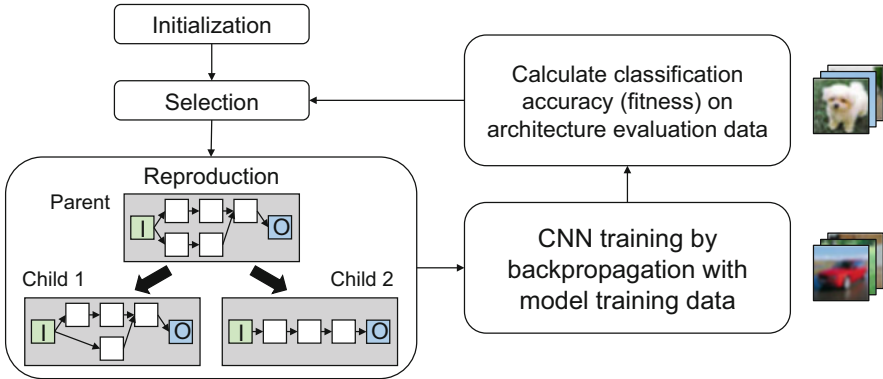 Initialization
Selection
Reproduction
Parent
I
O
Child 1
Child 2
I
O
I
O
Calculate classification
accuracy (fitness) on
architecture evaluation data
CNN training by
backpropagation with
model training data